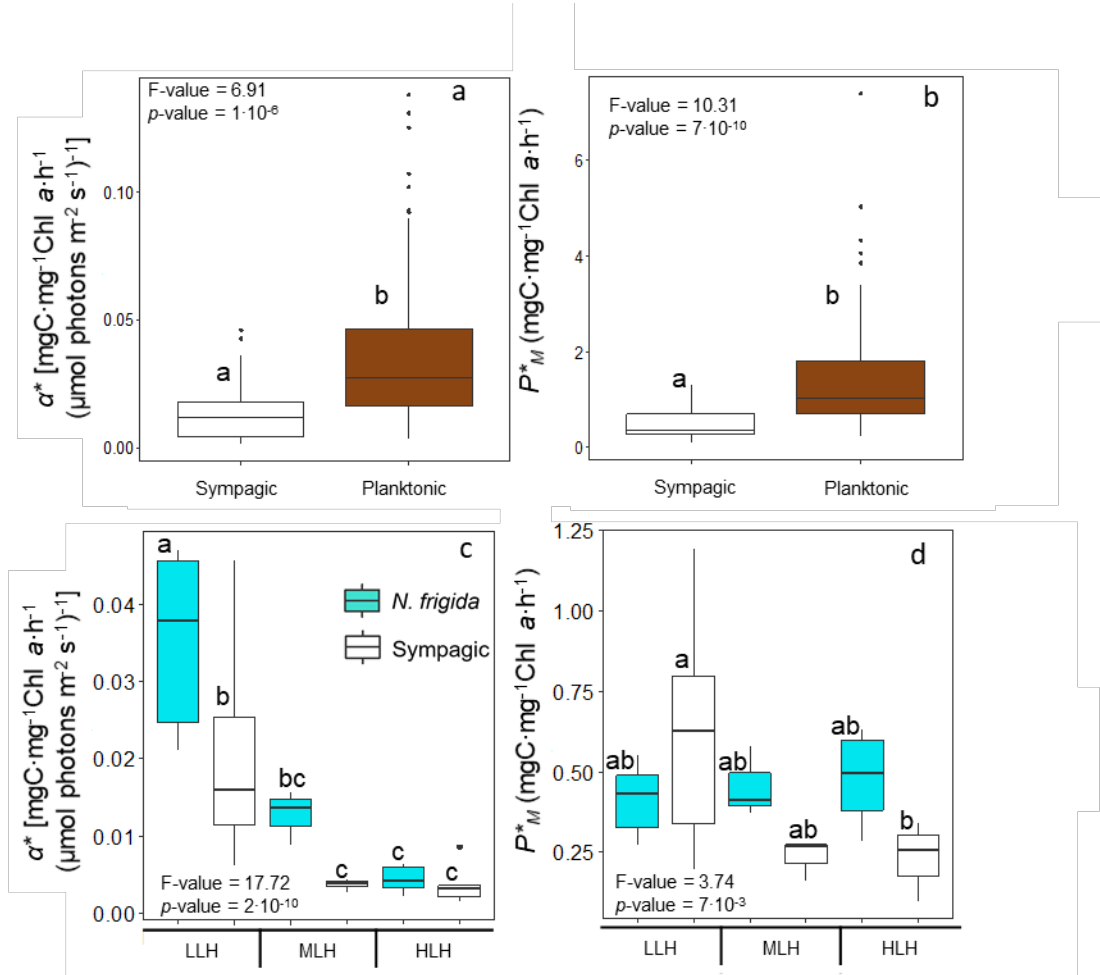 F-value = 6.91
p-value = 1·10⁻⁶
a
α* [mgC·mg⁻¹Chl a·h⁻¹
(µmol photons m⁻² s⁻¹)⁻¹]
0.10
0.05
0.00
a
b
Sympagic
Planktonic
F-value = 10.31
p-value = 7·10⁻¹⁰
b
P*M (mgC·mg⁻¹Chl a·h⁻¹)
6
4
2
0
a
b
Sympagic
Planktonic
c
α* [mgC·mg⁻¹Chl a·h⁻¹
(µmol photons m⁻² s⁻¹)⁻¹]
0.04
0.03
0.02
0.01
0.00
N. frigida
Sympagic
a
b
bc
c
c
c
F-value = 17.72
p-value = 2·10⁻¹⁰
LLH
MLH
HLH
d
P*M (mgC·mg⁻¹Chl a·h⁻¹)
1.25
1.00
0.75
0.50
0.25
ab
a
ab
ab
ab
b
F-value = 3.74
p-value = 7·10⁻³
LLH
MLH
HLH